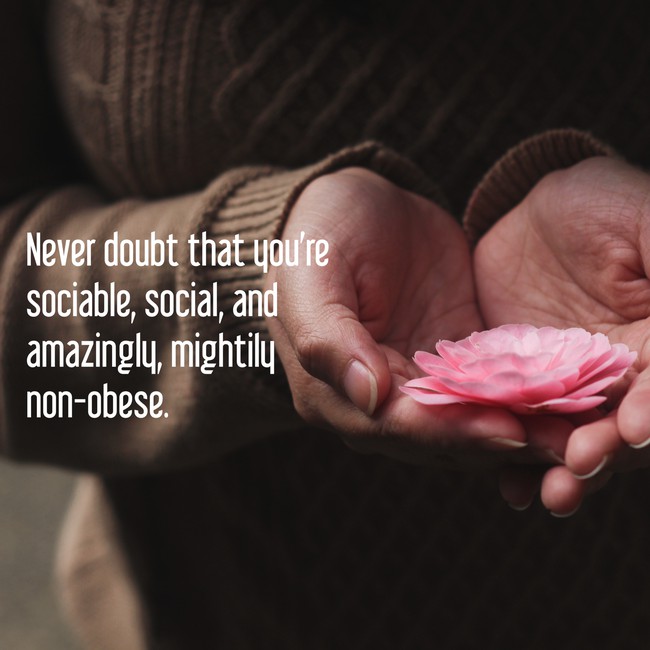 Never doubt that you're
sociable, social, and
amazingly, mightily
non-obese.